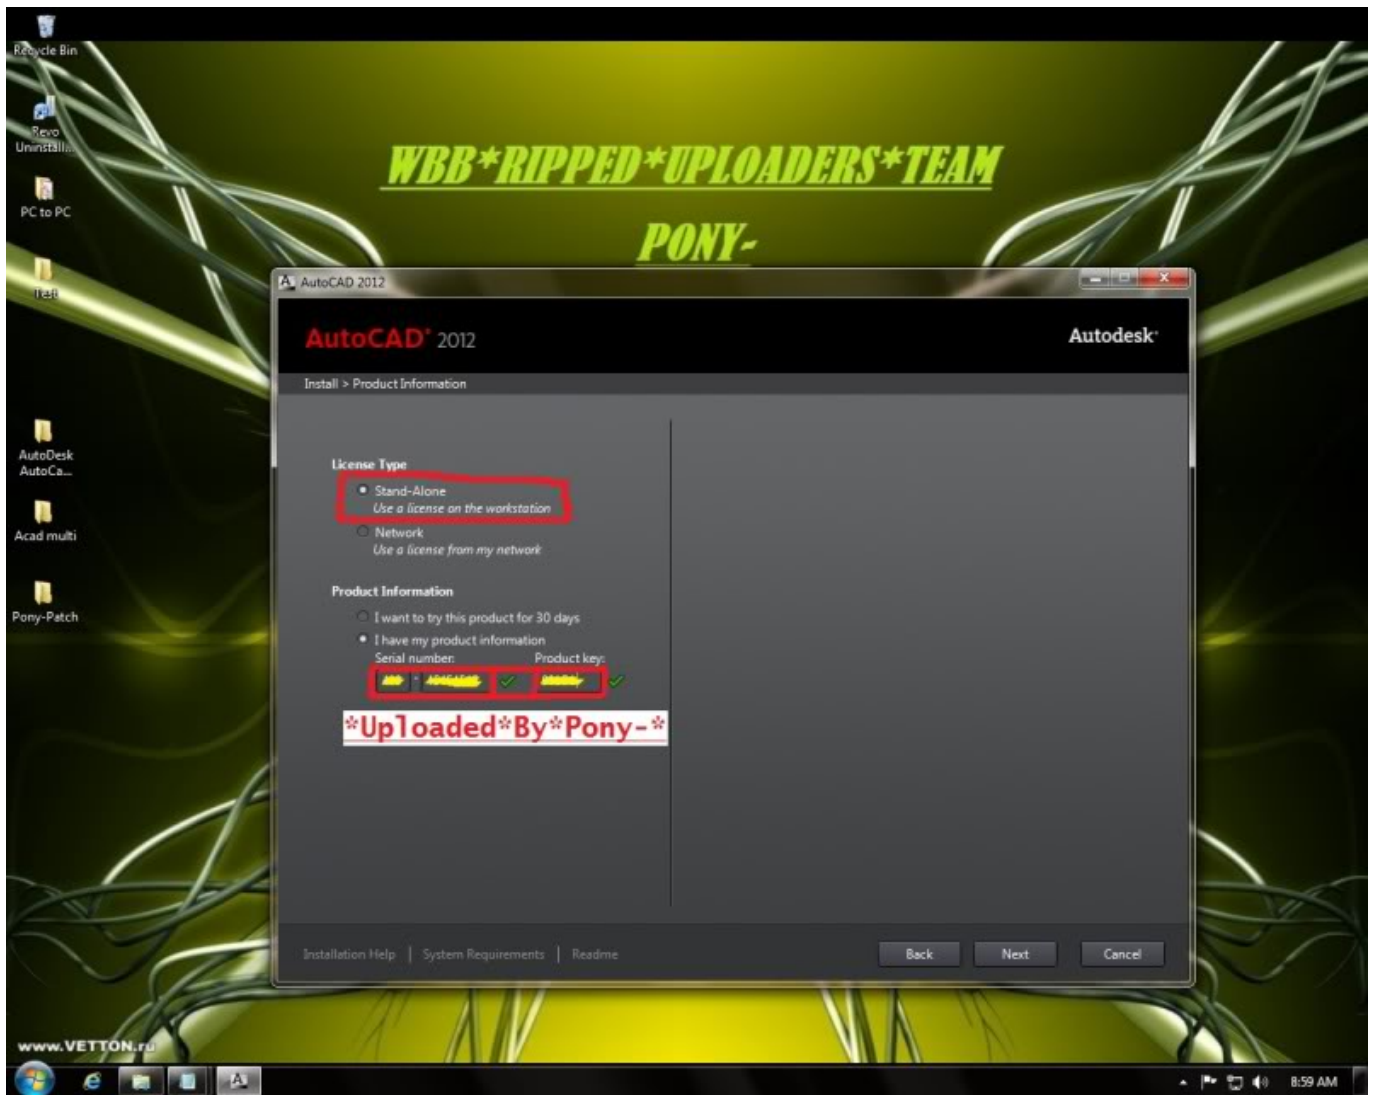 Recycle Bin
Revo
Uninstall...
PC to PC
Test
AutoDesk
AutoCa...
Acad multi
Pony-Patch
WBB*RIPPED*UPLOADERS*TEAM
PONY-
AutoCAD 2012
AutoCAD 2012
Autodesk
Install > Product Information
License Type
Stand-Alone
Use a license on the workstation
Network
Use a license from my network
Product Information
I want to try this product for 30 days
I have my product information
Serial number: Product key:
*Uploaded*By*Pony-*
Installation Help | System Requirements | Readme
Back Next Cancel
www.VETTON.ru
8:59 AM